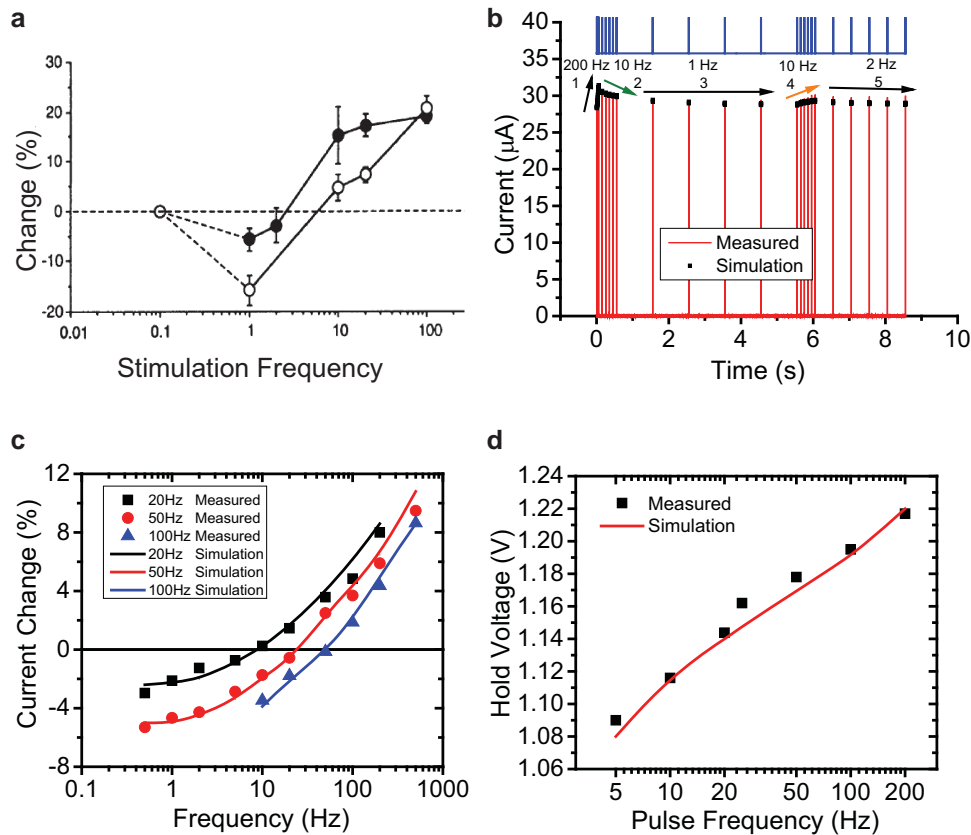 a
Change (%)
30
20
10
0
-10
-20
0.01
0.1
1
10
100
Stimulation Frequency
b
Current (µA)
40
35
30
25
20
15
10
5
0
200 Hz
10 Hz
1 Hz
10 Hz
2 Hz
1
2
3
4
5
Measured
Simulation
0
2
4
6
8
10
Time (s)
c
Current Change (%)
12
8
4
0
-4
-8
20Hz Measured
50Hz Measured
100Hz Measured
20Hz Simulation
50Hz Simulation
100Hz Simulation
0.1
1
10
100
1000
Frequency (Hz)
d
Hold Voltage (V)
1.24
1.22
1.20
1.18
1.16
1.14
1.12
1.10
1.08
1.06
Measured
Simulation
5
10
20
50
100
200
Pulse Frequency (Hz)